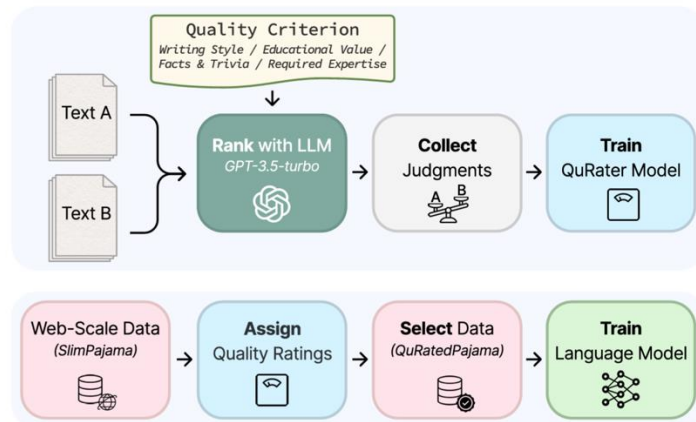 Quality Criterion
Writing Style / Educational Value /
Facts & Trivia / Required Expertise
Text A
Text B
Rank with LLM
GPT-3.5-turbo
Collect
Judgments
A
B
Train
QuRater Model
Web-Scale Data
(SlimPajama)
Assign
Quality Ratings
Select Data
(QuRatedPajama)
Train
Language Model